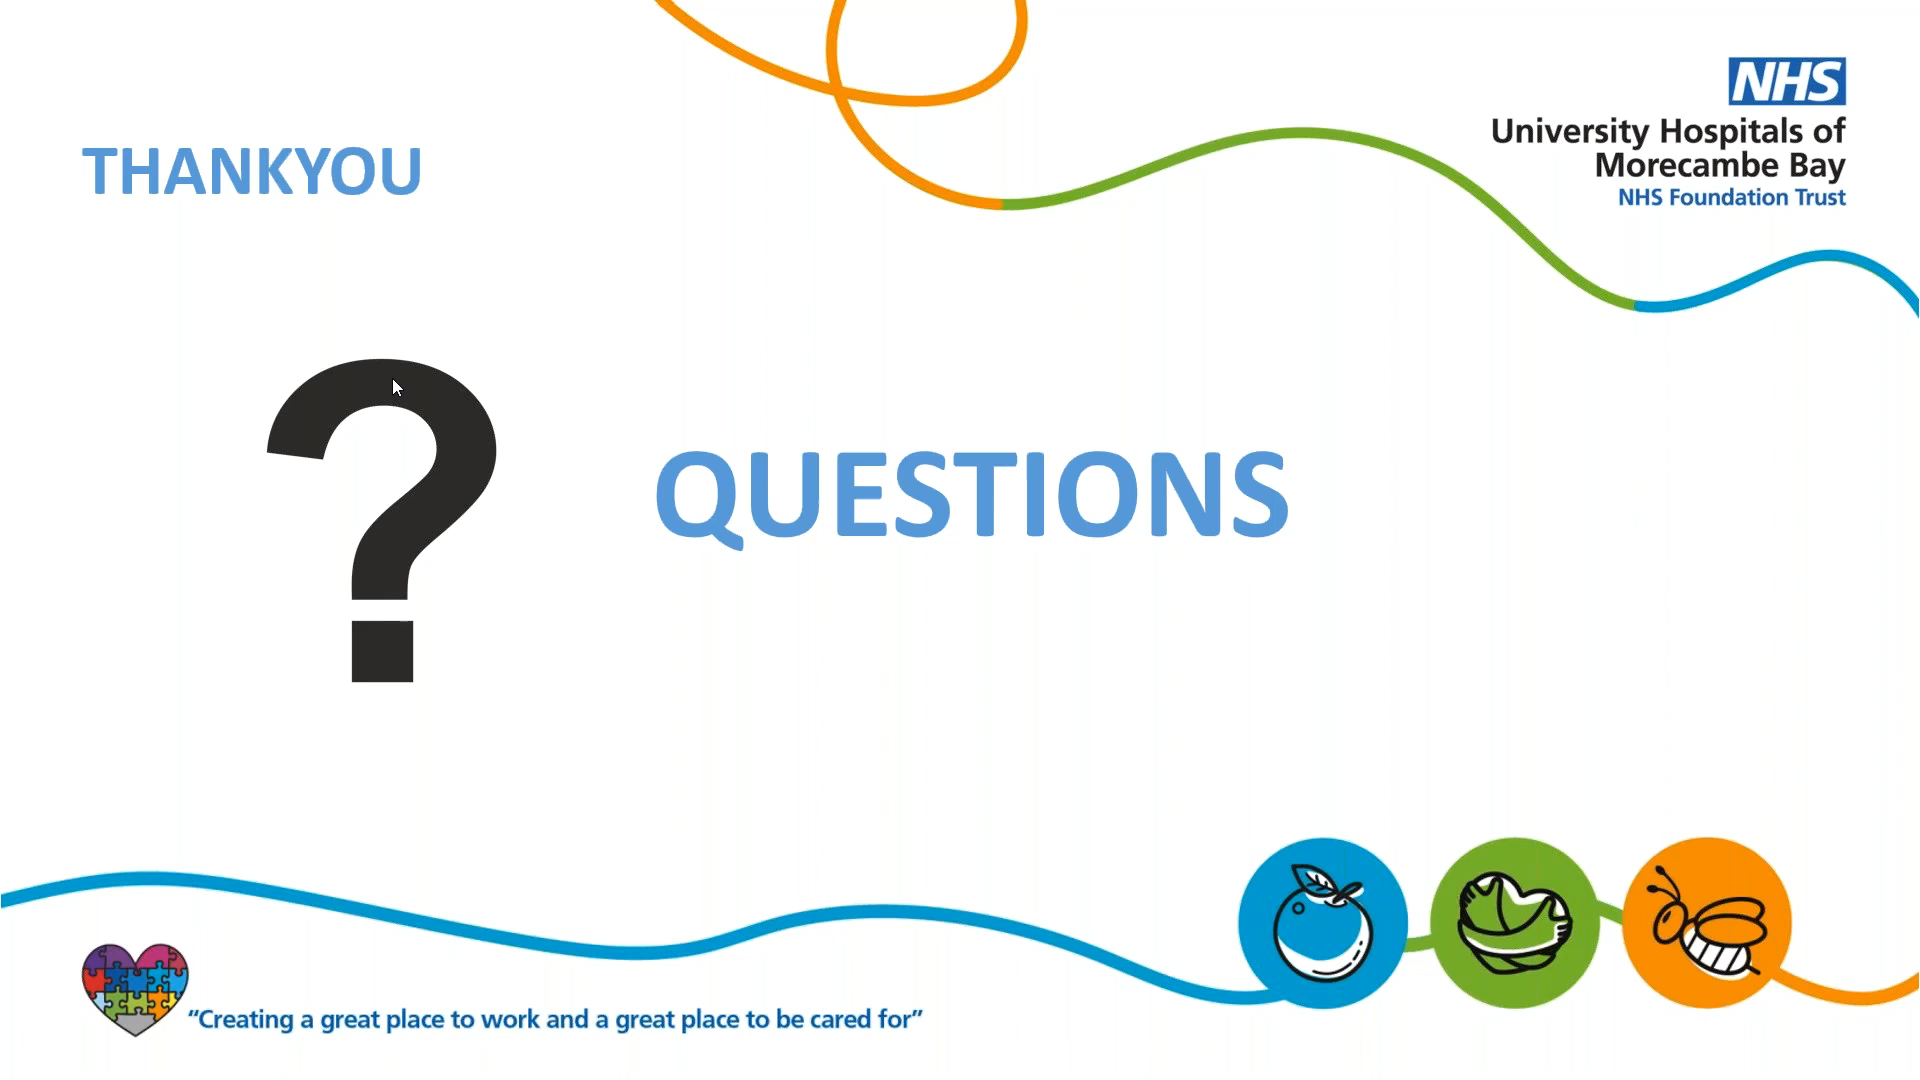 NHS
University Hospitals of
Morecambe Bay
NHS Foundation Trust
THANKYOU
?
QUESTIONS
“Creating a great place to work and a great place to be cared for”